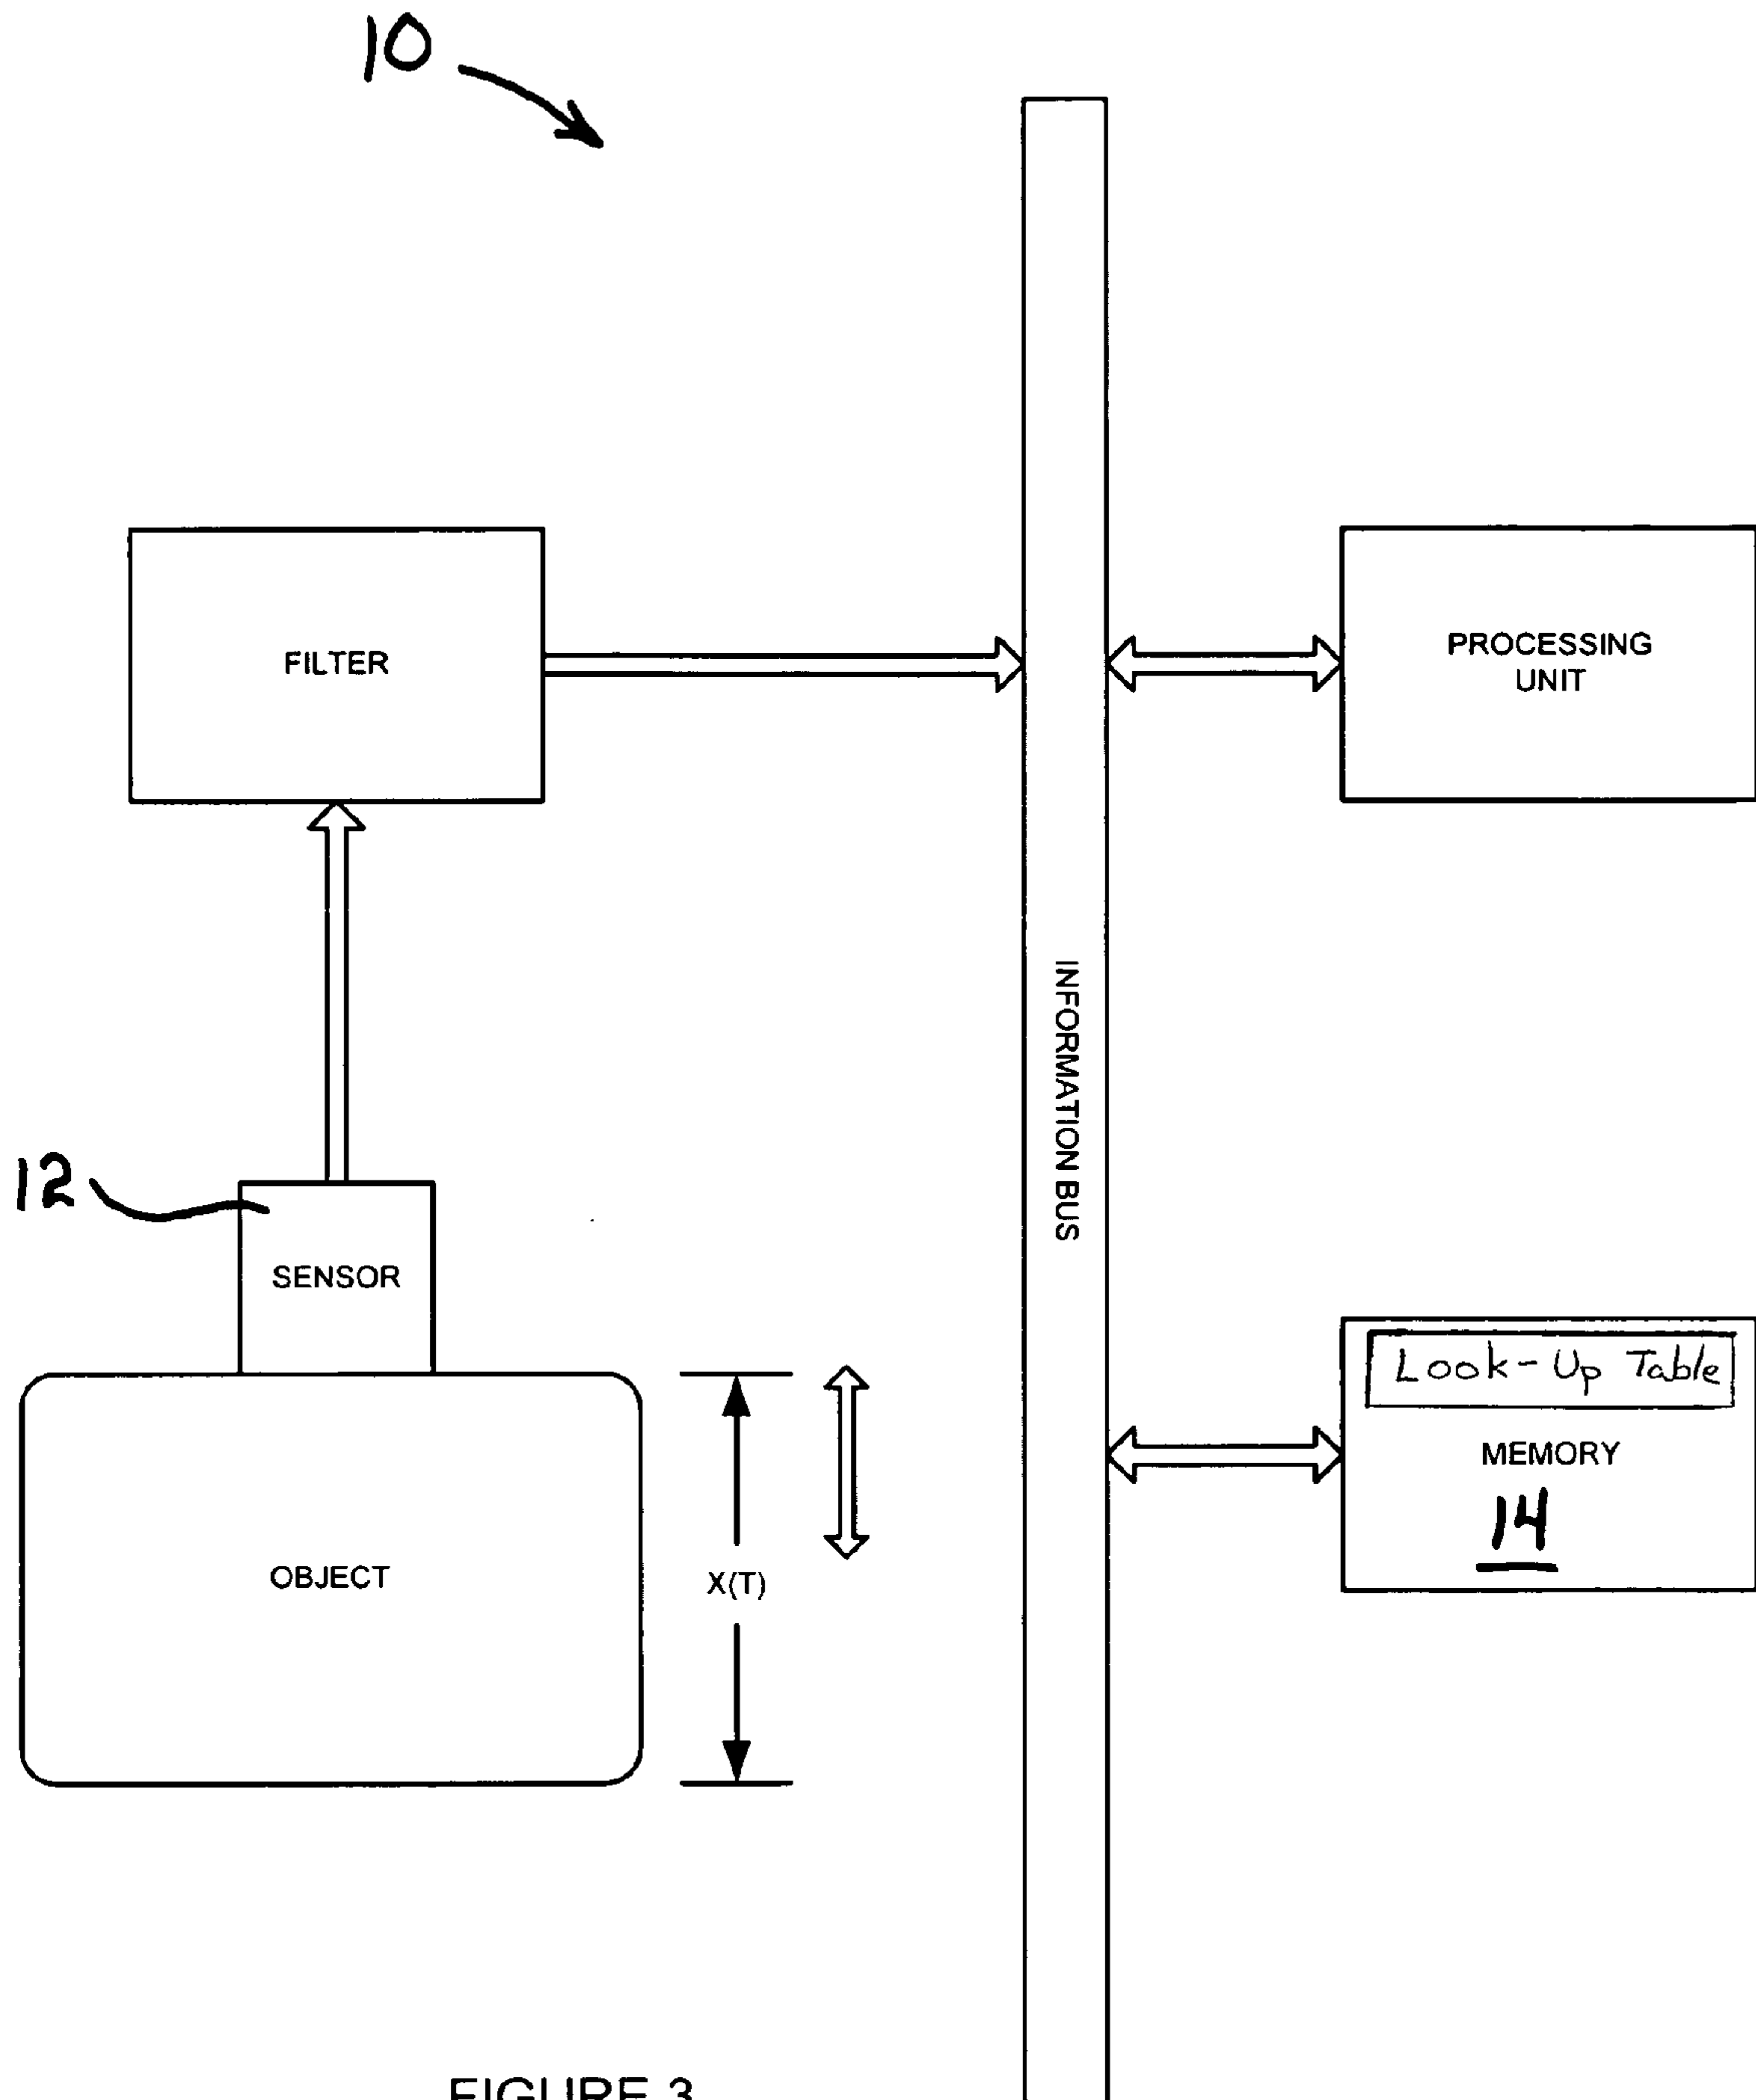 10
FILTER
PROCESSING
UNIT
INFORMATION BUS
12
SENSOR
Look-Up Table
MEMORY
14
OBJECT
X(T)
FIGURE 3